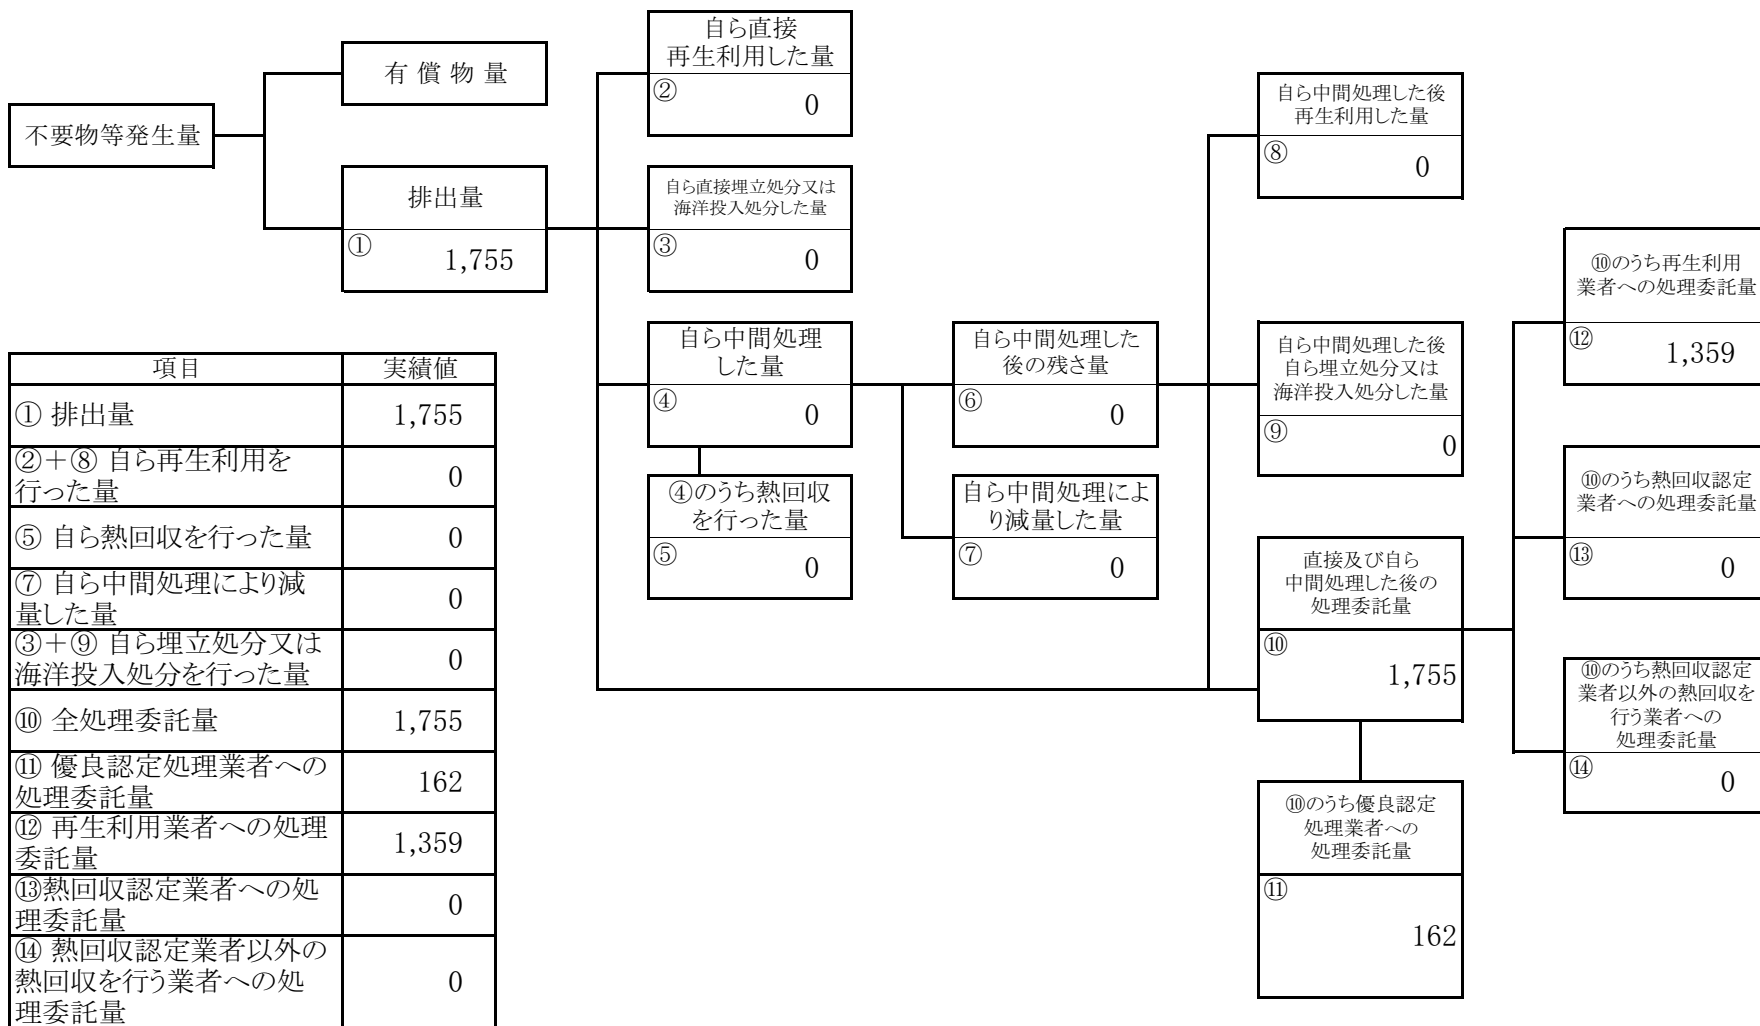 不要物等発生量
有 償 物 量
排出量
①
1,755
自ら直接
再生利用した量
②
0
自ら直接埋立処分又は
海洋投入処分した量
③
0
自ら中間処理
した量
④
0
④のうち熱回収
を行った量
⑤
0
自ら中間処理した
後の残さ量
⑥
0
自ら中間処理によ
り減量した量
⑦
0
自ら中間処理した後
再生利用した量
⑧
0
自ら中間処理した後
自ら埋立処分又は
海洋投入処分した量
⑨
0
直接及び自ら
中間処理した後の
処理委託量
⑩
1,755
⑩のうち優良認定
処理業者への
処理委託量
⑪
162
⑩のうち再生利用
業者への処理委託量
⑫
1,359
⑩のうち熱回収認定
業者への処理委託量
⑬
0
⑩のうち熱回収認定
業者以外の熱回収を
行う業者への
処理委託量
⑭
0
項目 実績値
① 排出量 1,755
②＋⑧ 自ら再生利用を
行った量 0
⑤ 自ら熱回収を行った量 0
⑦ 自ら中間処理により減
量した量 0
③＋⑨ 自ら埋立処分又は
海洋投入処分を行った量 0
⑩ 全処理委託量 1,755
⑪ 優良認定処理業者への
処理委託量 162
⑫ 再生利用業者への処理
委託量 1,359
⑬熱回収認定業者への処
理委託量 0
⑭ 熱回収認定業者以外の
熱回収を行う業者への処
理委託量 0